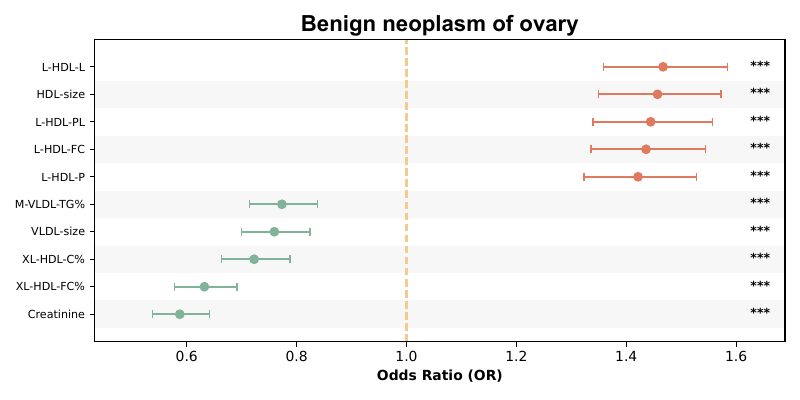 Benign neoplasm of ovary
L-HDL-L ***
HDL-size ***
L-HDL-PL ***
L-HDL-FC ***
L-HDL-P ***
M-VLDL-TG% ***
VLDL-size ***
XL-HDL-C% ***
XL-HDL-FC% ***
Creatinine ***
0.6 0.8 1.0 1.2 1.4 1.6
Odds Ratio (OR)